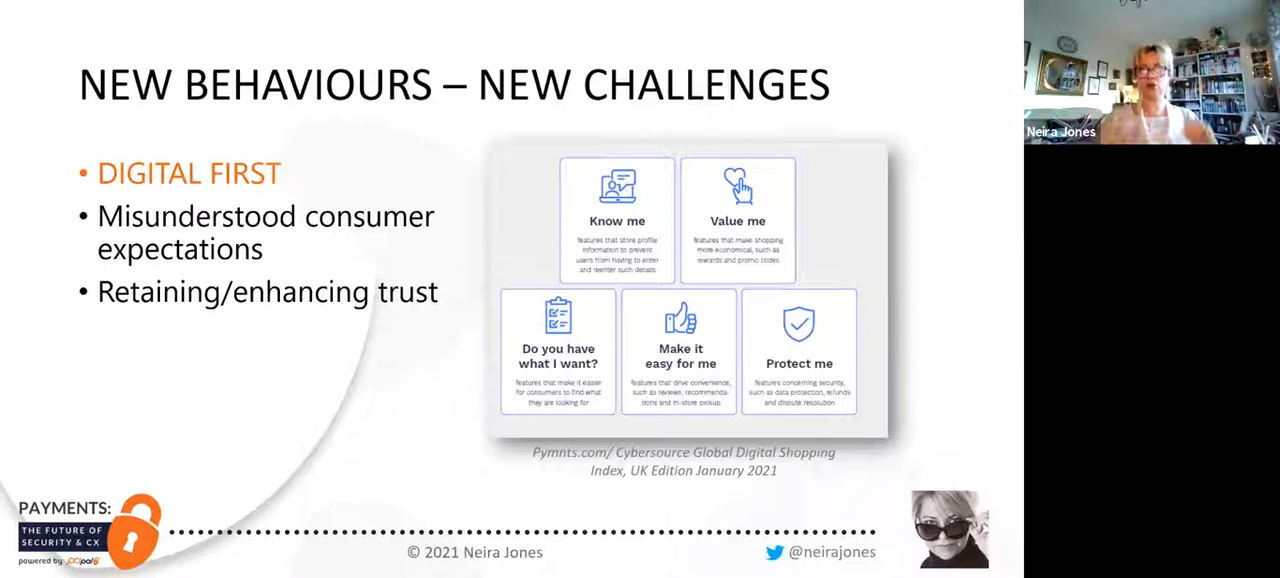 NEW BEHAVIOURS – NEW CHALLENGES
• DIGITAL FIRST
• Misunderstood consumer
expectations
• Retaining/enhancing trust
Know me
features that store profile
information to prevent
users from having to enter
and reenter such details
Value me
features that make shopping
more economical, such as
rewards and promo codes
Do you have
what I want?
features that make it easier
for consumers to find what
they are looking for
Make it
easy for me
features that drive convenience,
such as reviews, recommenda-
tions and in-store pickup
Protect me
features concerning security,
such as data protection, refunds
and dispute resolution
Pymnts.com/ Cybersource Global Digital Shopping
Index, UK Edition January 2021
PAYMENTS:
THE FUTURE OF
SECURITY & CX
powered by
© 2021 Neira Jones
@neirajones
Neira Jones